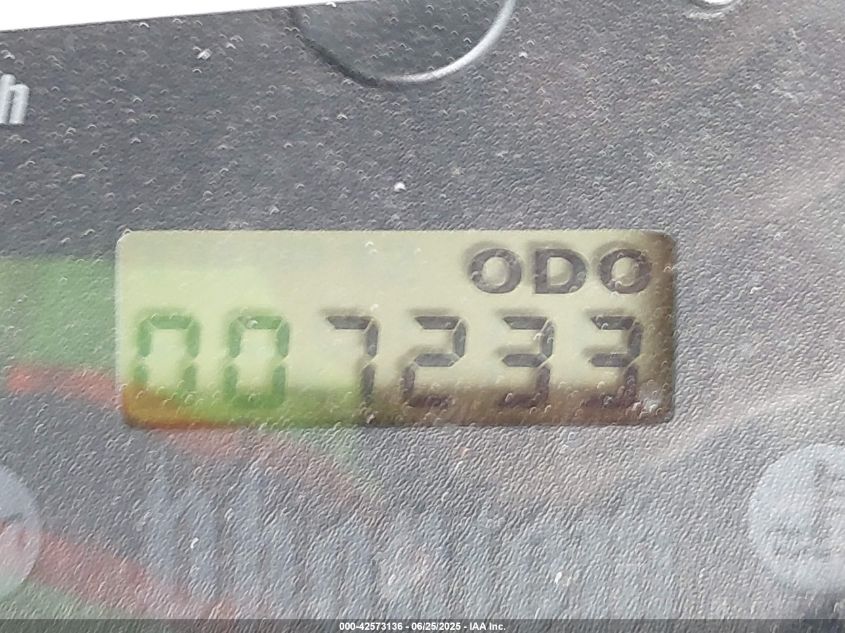 h
ODO
007233
000-42573136 - 06/25/2025 - IAA Inc.